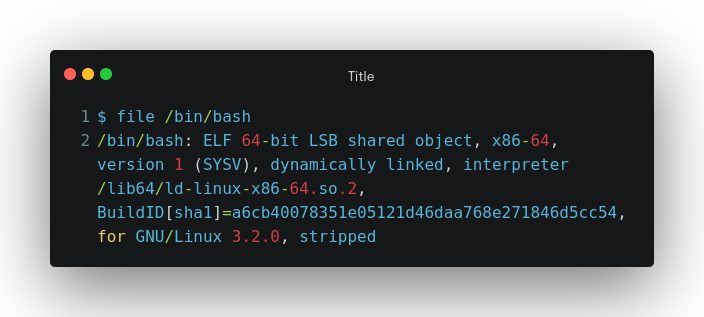 Title
1 $ file /bin/bash
2 /bin/bash: ELF 64-bit LSB shared object, x86-64,
version 1 (SYSV), dynamically linked, interpreter
/lib64/ld-linux-x86-64.so.2,
BuildID[sha1]=a6cb40078351e05121d46daa768e271846d5cc54,
for GNU/Linux 3.2.0, stripped